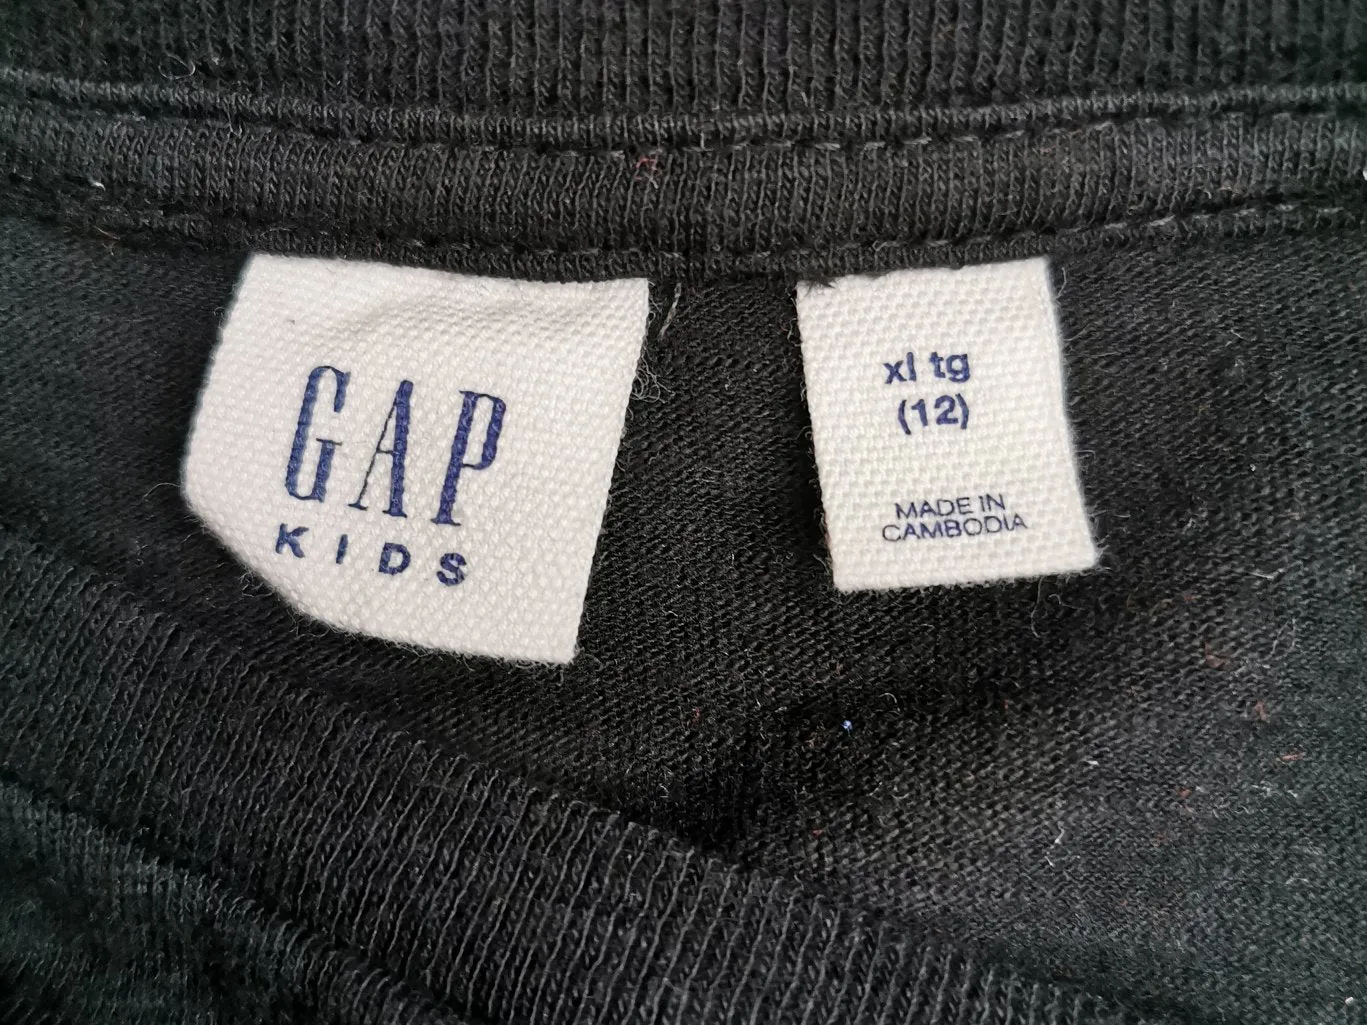 GAP
KIDS
xl tg
(12)
MADE IN
CAMBODIA